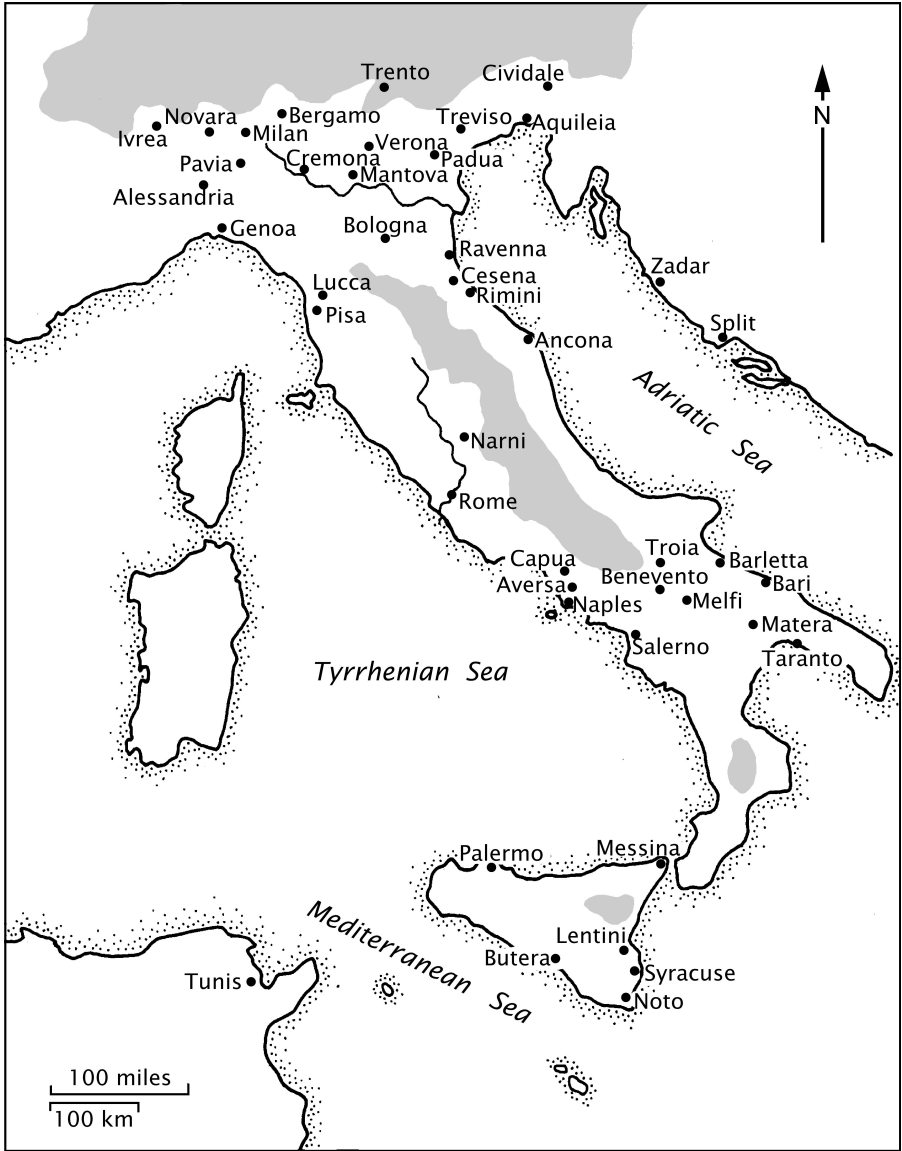 Trento
Cividale
Novara
Bergamo
Treviso
Aquileia
Ivrea
Milan
Verona
Padua
Pavia
Cremona
Mantova
Alessandria
Genoa
Bologna
Ravenna
Cesena
Rimini
Lucca
Pisa
Zadar
Split
Ancona
Adriatic Sea
Narni
Rome
Capua
Troia
Barletta
Aversa
Benevento
Bari
Naples
Melfi
Matera
Salerno
Taranto
Tyrrhenian Sea
Palermo
Messina
Mediterranean Sea
Lentini
Butera
Syracuse
Noto
Tunis
N
100 miles
100 km